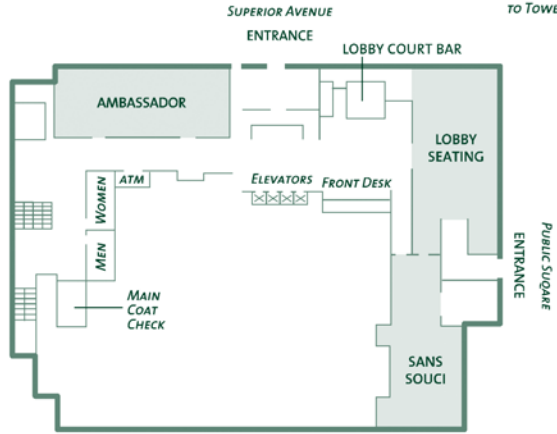 SUPERIOR AVENUE
TO TOWE
ENTRANCE
LOBBY COURT BAR
AMBASSADOR
LOBBY
SEATING
ELEVATORS
FRONT DESK
ATM
WOMEN
MEN
ENTRANCE
PUBLIC SUQARE
MAIN
COAT
CHECK
SANS
SOUCI